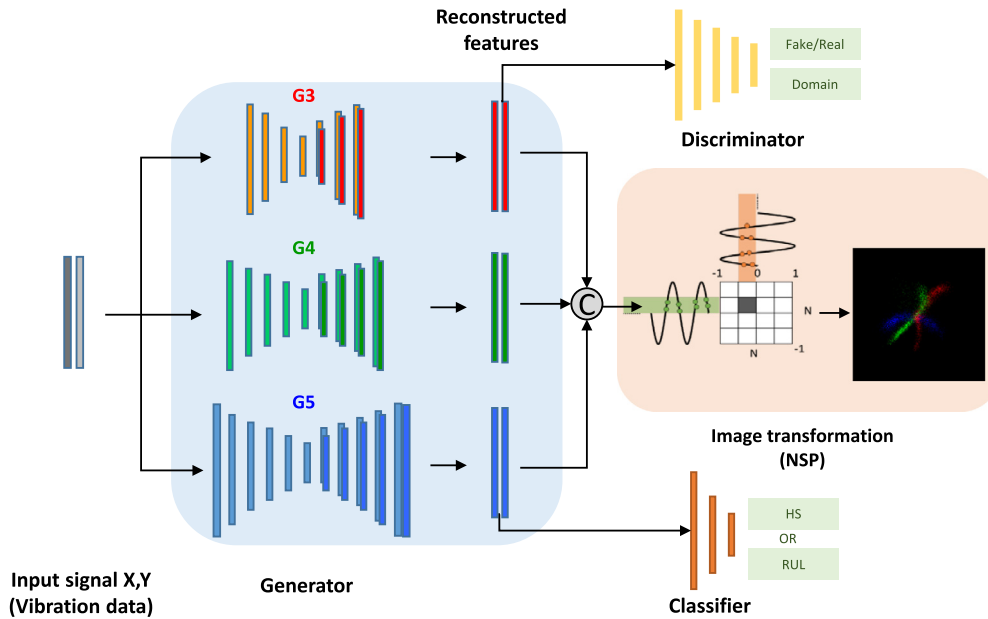 Reconstructed
features
Fake/Real
Domain
Discriminator
G3
G4
G5
C
-1
0
1
N
N
-1
Image transformation
(NSP)
HS
OR
RUL
Classifier
Input signal X,Y
(Vibration data)
Generator